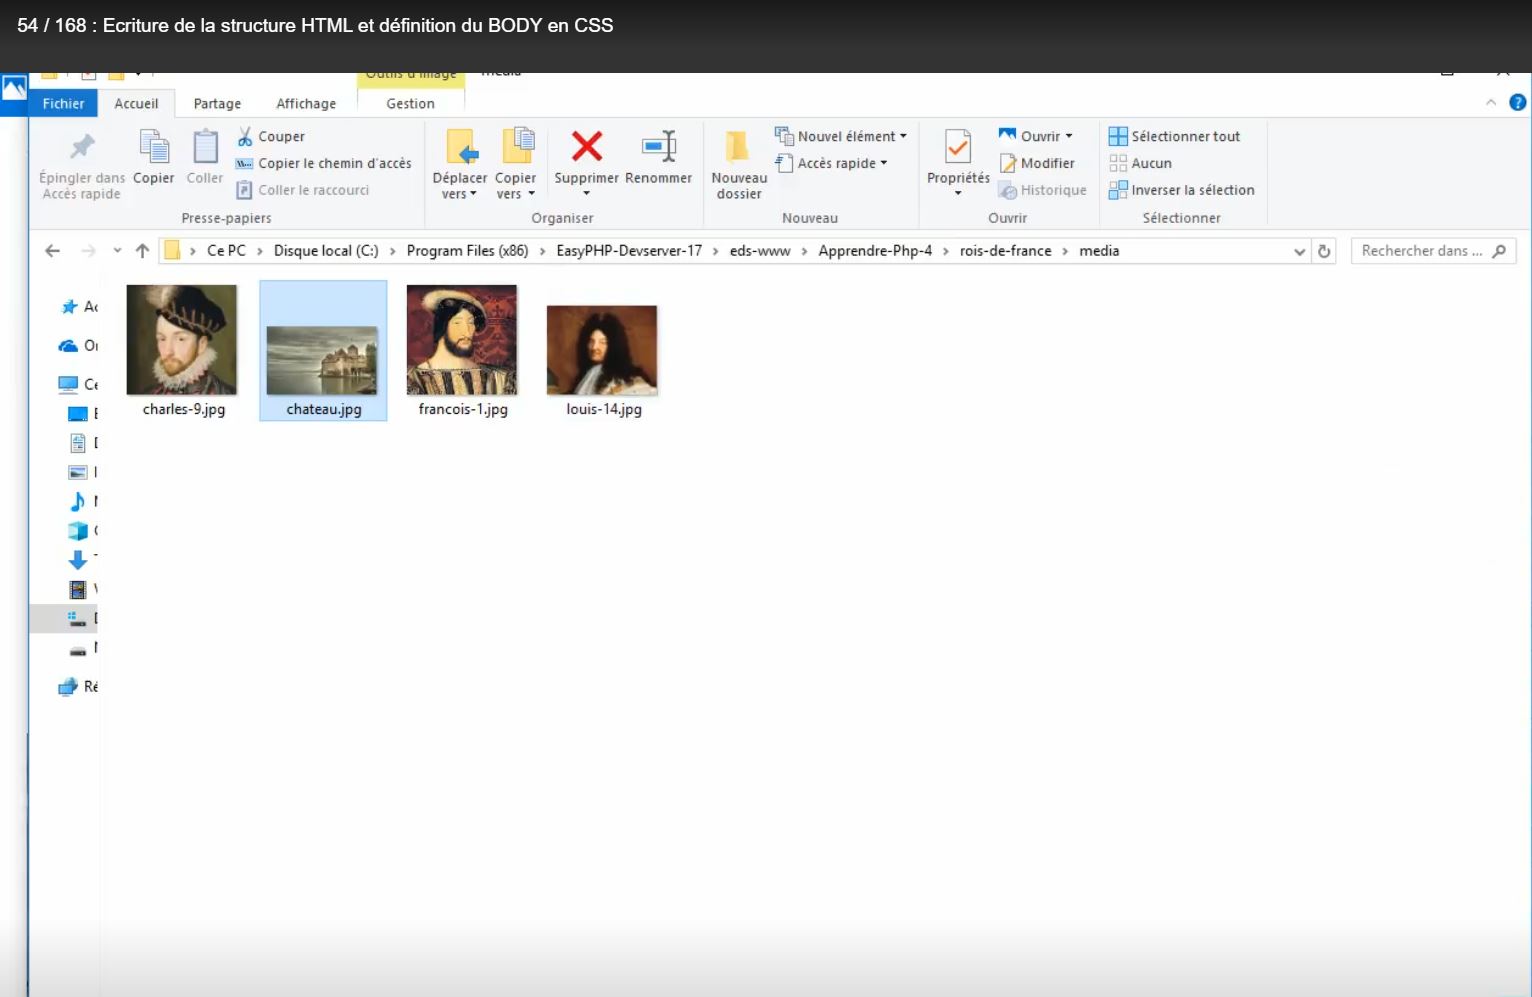 54 / 168 : Ecriture de la structure HTML et définition du BODY en CSS
Outils d'image media
Fichier Accueil Partage Affichage Gestion
Épingler dans Accès rapide
Copier
Coller
Couper
Copier le chemin d'accès
Coller le raccourci
Presse-papiers
Déplacer vers
Copier vers
Supprimer
Renommer
Organiser
Nouveau dossier
Nouvel élément
Accès rapide
Nouveau
Propriétés
Ouvrir
Modifier
Historique
Ouvrir
Sélectionner tout
Aucun
Inverser la sélection
Sélectionner
Ce PC > Disque local (C:) > Program Files (x86) > EasyPHP-Devserver-17 > eds-www > Apprendre-Php-4 > rois-de-france > media
Rechercher dans ...
charles-9.jpg
chateau.jpg
francois-1.jpg
louis-14.jpg